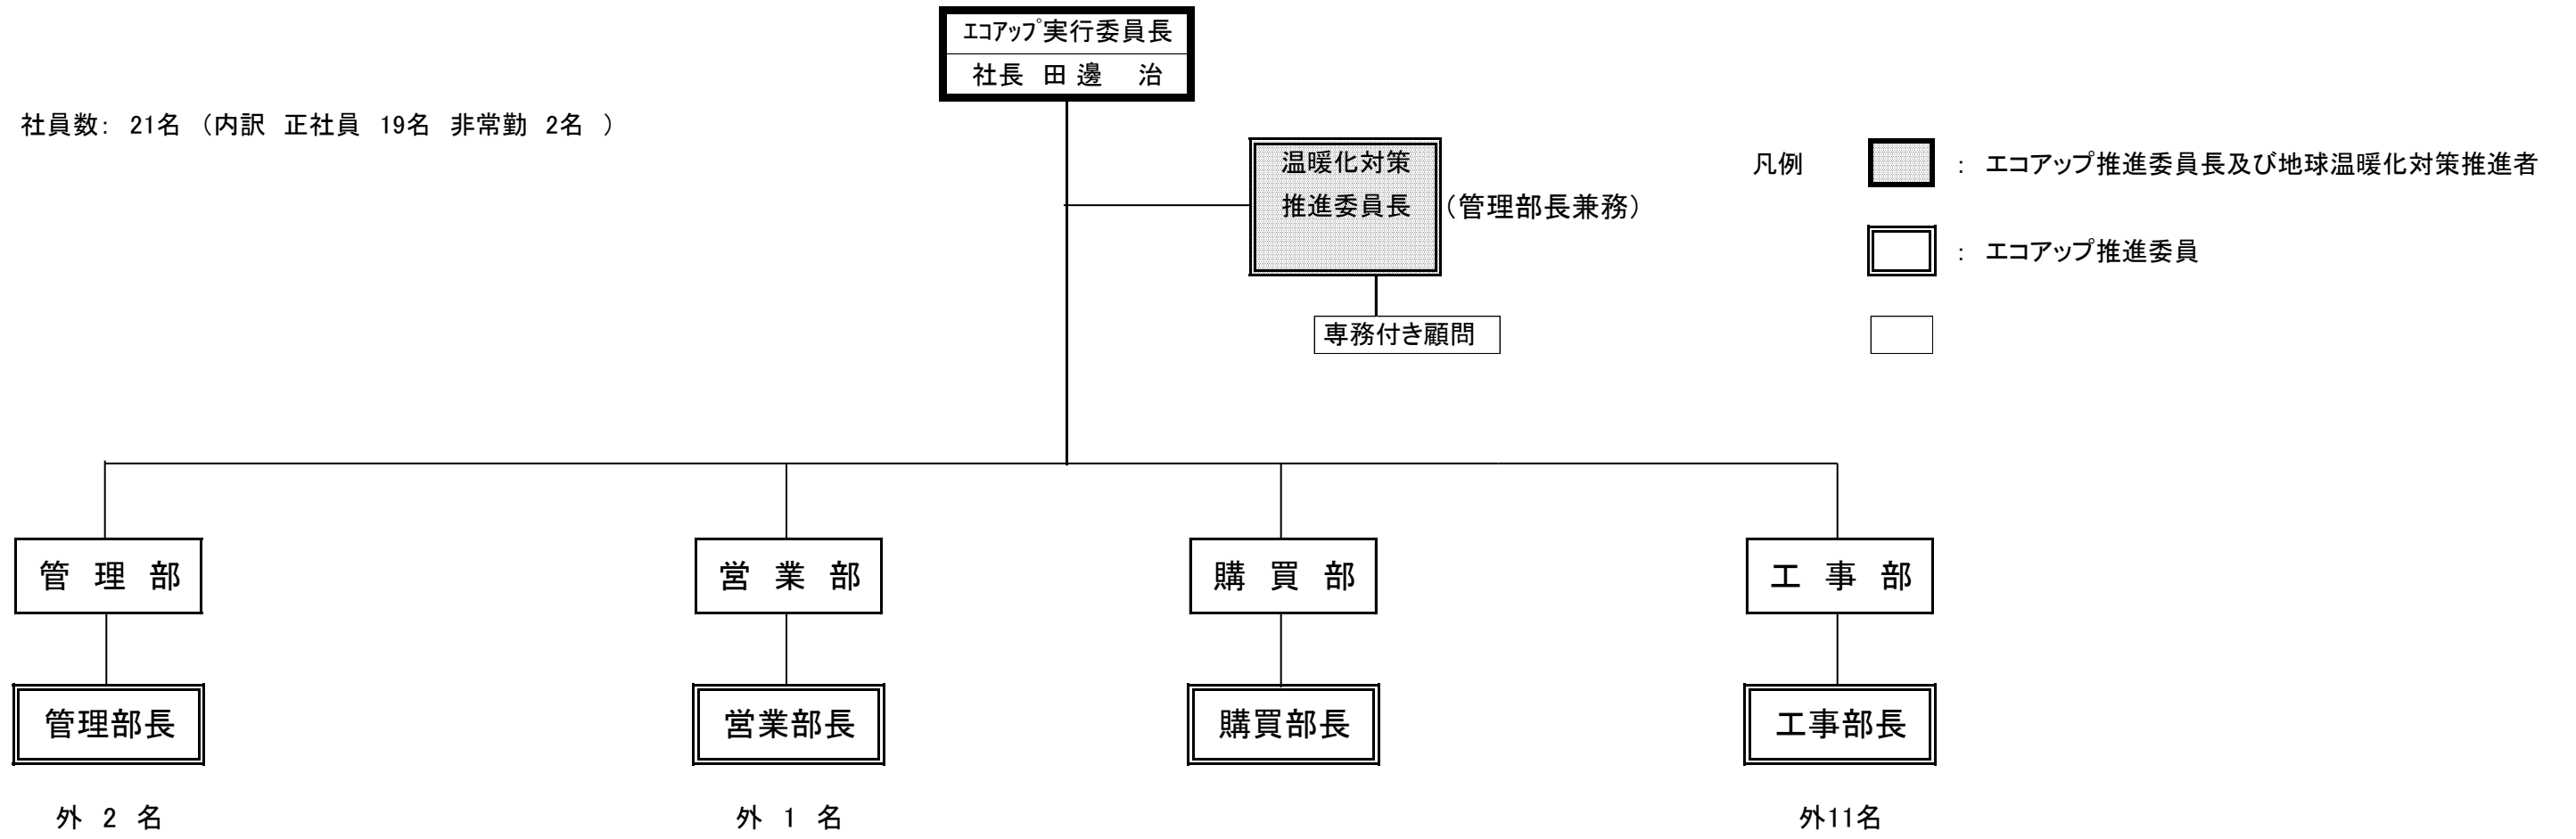 ｴｺｱｯﾌﾟ実行委員長
社長 田 邊 治
社員数： 21名 （内訳 正社員 19名 非常勤 2名 ）
温暖化対策
推進委員長
(管理部長兼務)
専務付き顧問
凡例
： エコアップ推進委員長及び地球温暖化対策推進者
： エコアップ推進委員
管 理 部
営 業 部
購 買 部
工 事 部
管理部長
営業部長
購買部長
工事部長
外 2 名
外 1 名
外11名